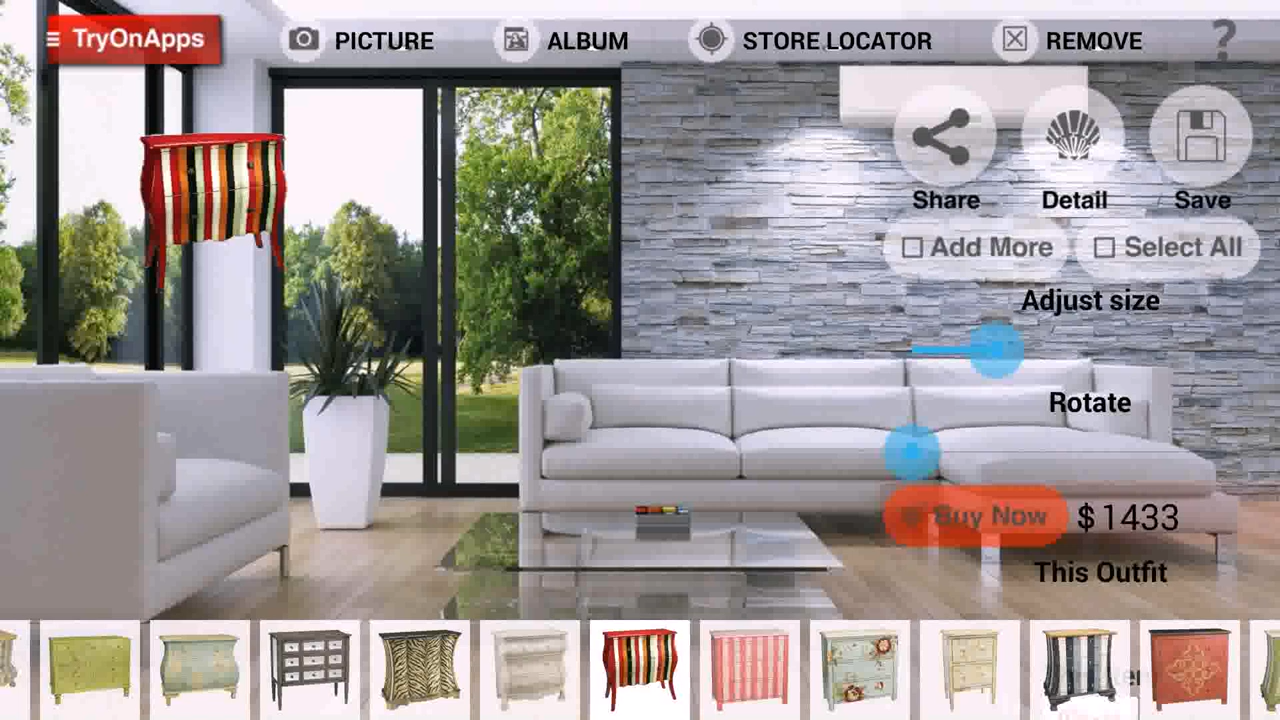 TryOnApps
PICTURE
ALBUM
STORE LOCATOR
REMOVE
?
Share
Detail
Save
Add More
Select All
Adjust size
Rotate
Buy Now
$1433
This Outfit